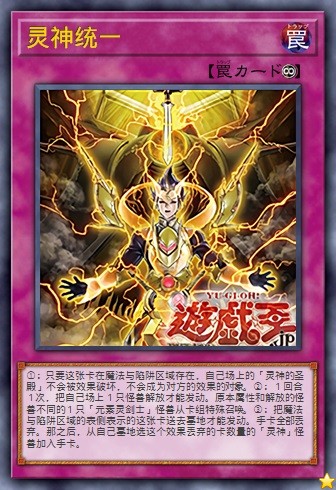 灵神统一
トラップ
罠
【罠カード】
YU-GI-OH!
遊戯王
.JP
①：只要这张卡在魔法与陷阱区域存在，自己场上的「灵神的圣
殿」不会被效果破坏，不会成为对方的效果的对象。②：1回合
1次，把自己场上1只怪兽解放才能发动。原本属性和解放的怪
兽不同的1只「元素灵剑士」怪兽从卡组特殊召唤。③：把魔法
与陷阱区域的表侧表示的这张卡送去墓地才能发动。手卡全部丢
弃。那之后，从自己墓地选这个效果丢弃的卡数量的「灵神」怪
兽加入手卡。